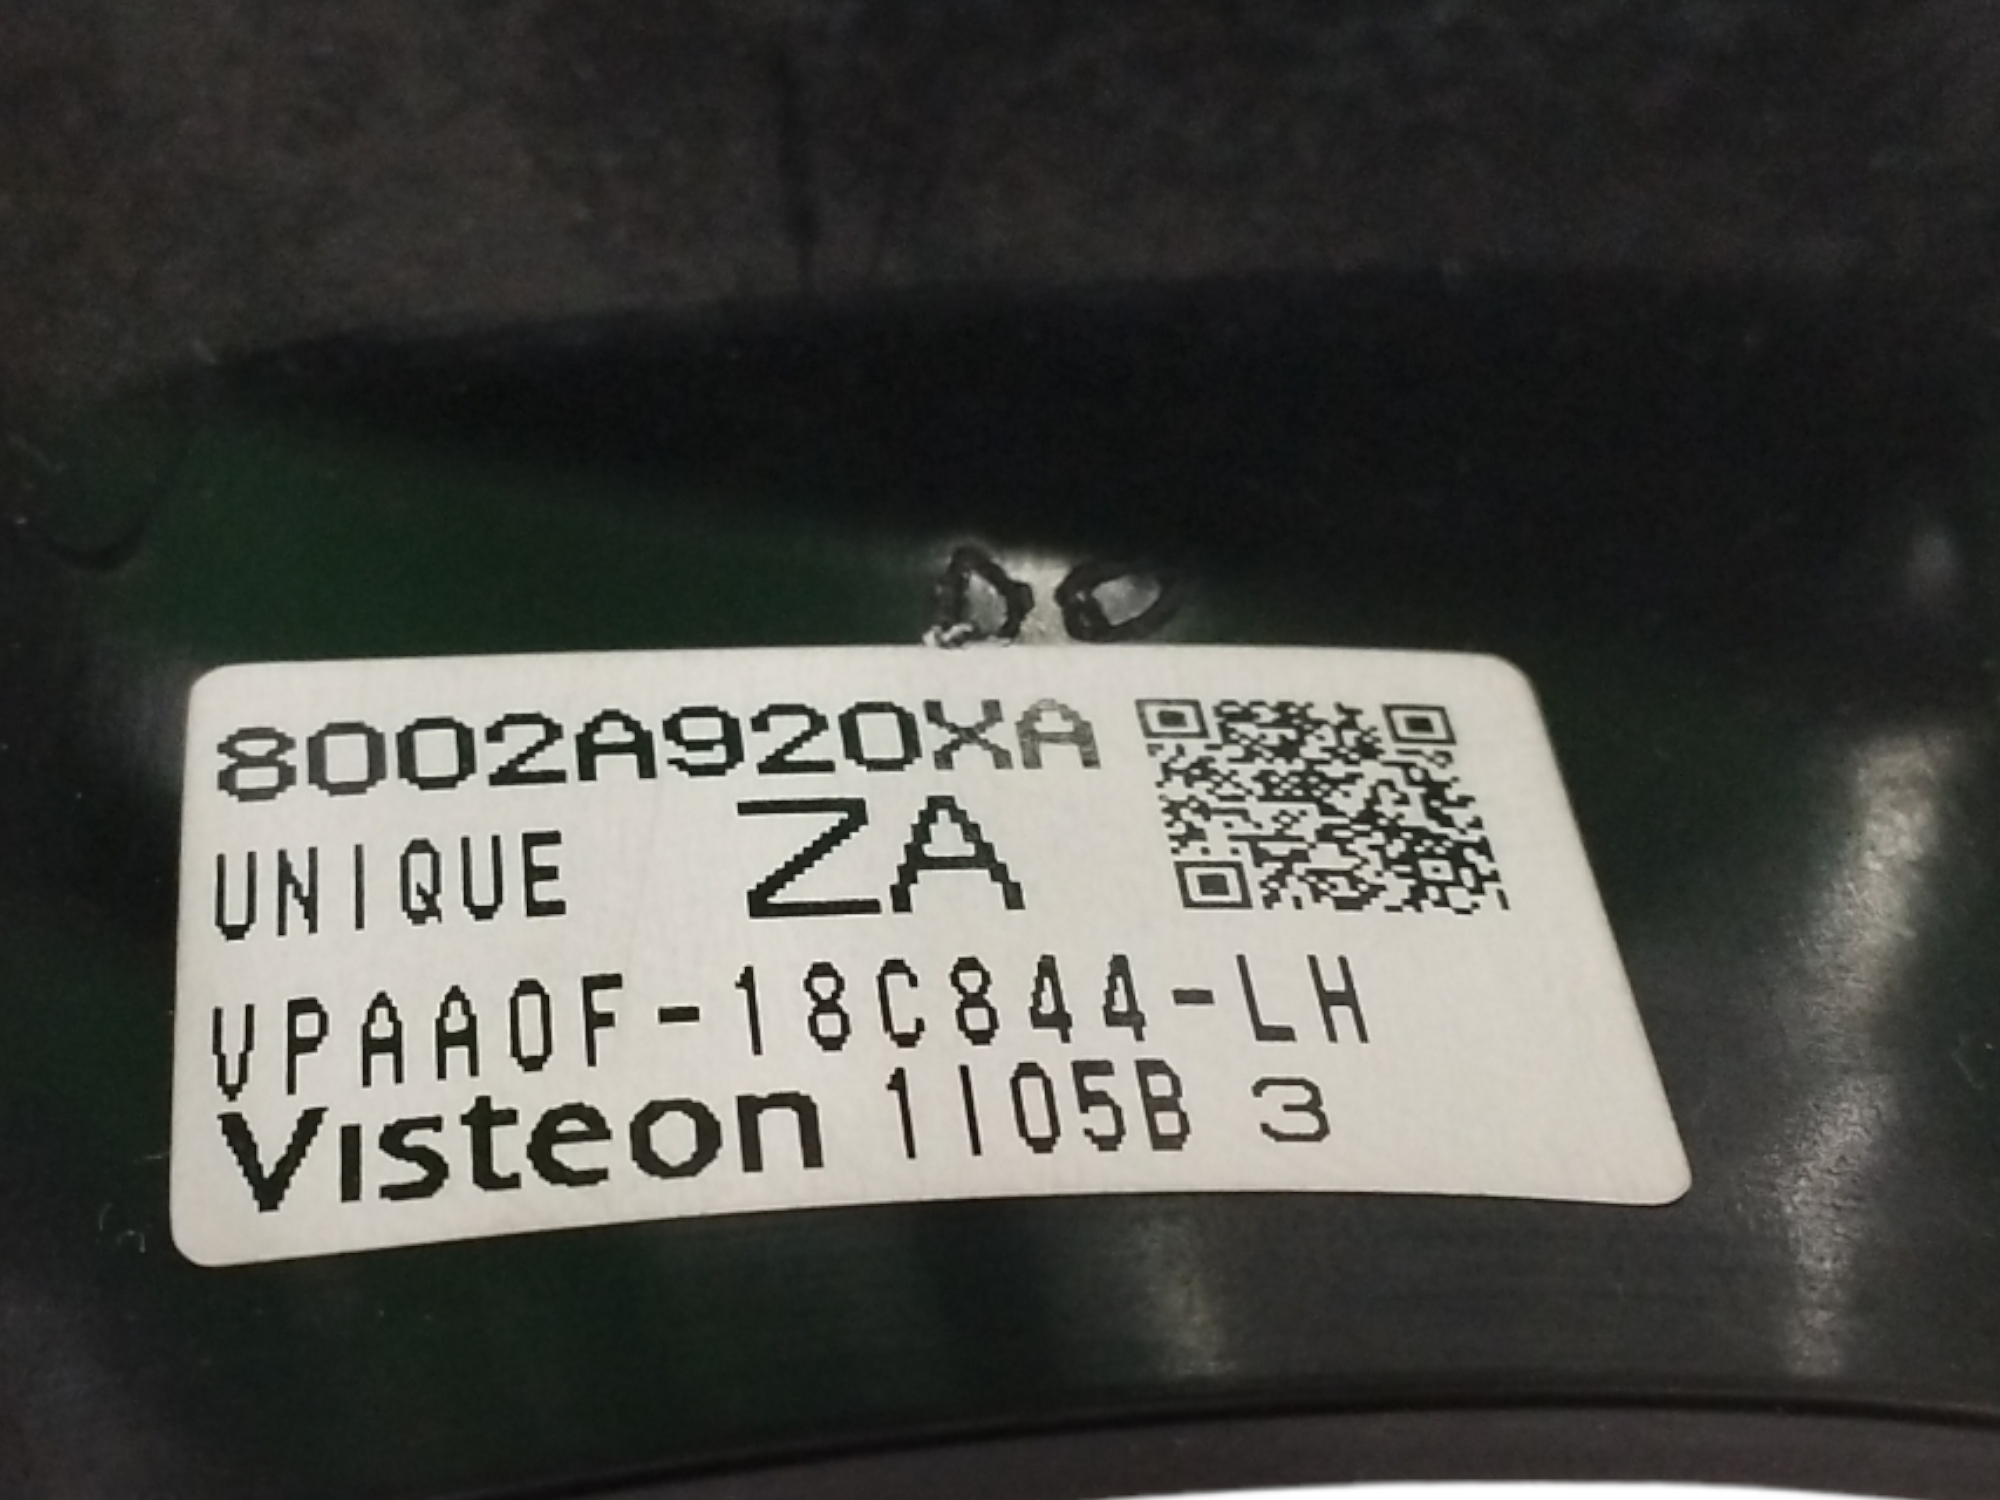 8002A920XA
UNIQUE ZA
VPAA0F-18C844-LH
Visteon 1105B 3